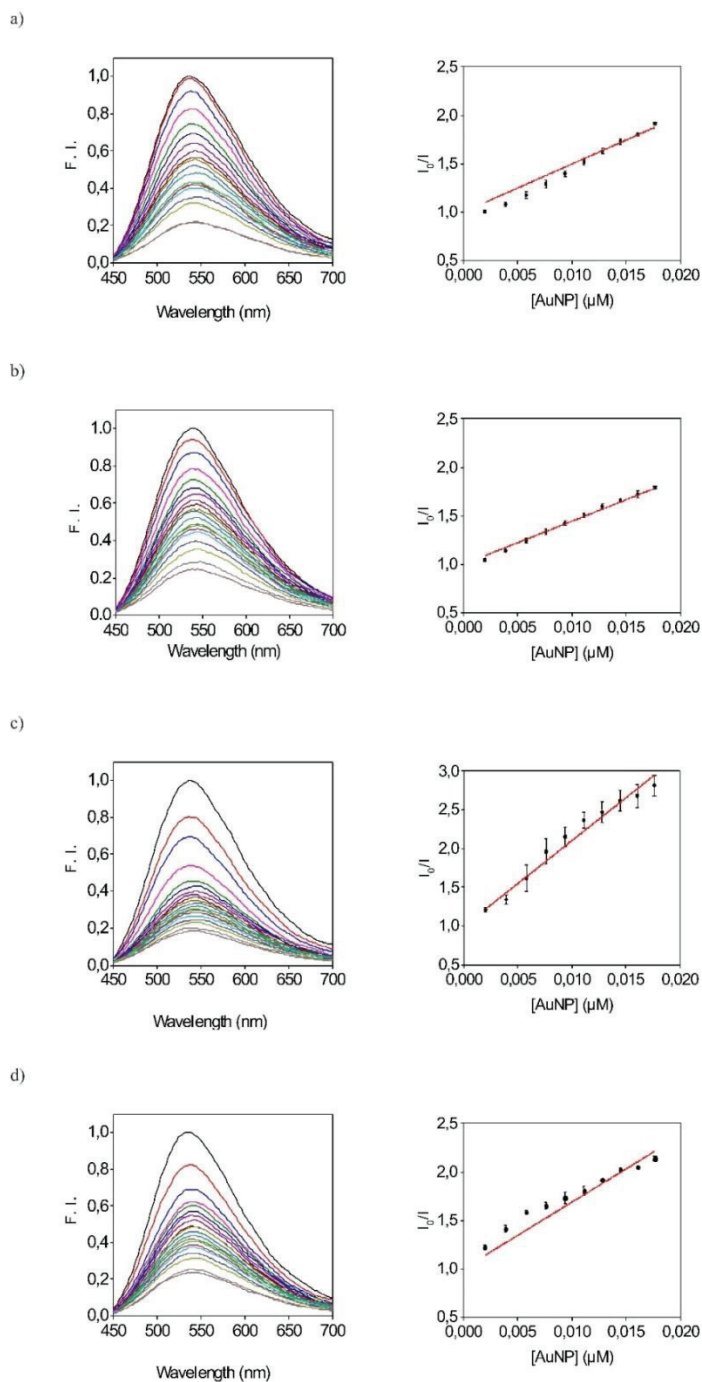 a)
1,0
0,8
0,6
0,4
0,2
0,0
F. I.
450 500 550 600 650 700
Wavelength (nm)
2,5
2,0
1,5
1,0
0,5
I₀/I
0,000 0,005 0,010 0,015 0,020
[AuNP] (µM)
b)
1.0
0.8
0.6
0.4
0.2
0.0
F. I.
450 500 550 600 650 700
Wavelength (nm)
2,5
2,0
1,5
1,0
0,5
I₀/I
0,000 0,005 0,010 0,015 0,020
[AuNP] (µM)
c)
1,0
0,8
0,6
0,4
0,2
0,0
F. I.
450 500 550 600 650 700
Wavelength (nm)
3,0
2,5
2,0
1,5
1,0
0,5
I₀/I
0,000 0,005 0,010 0,015 0,020
[AuNP] (µM)
d)
1,0
0,8
0,6
0,4
0,2
0,0
F. I.
450 500 550 600 650 700
Wavelength (nm)
2,5
2,0
1,5
1,0
0,5
I₀/I
0,000 0,005 0,010 0,015 0,020
[AuNP] (µM)